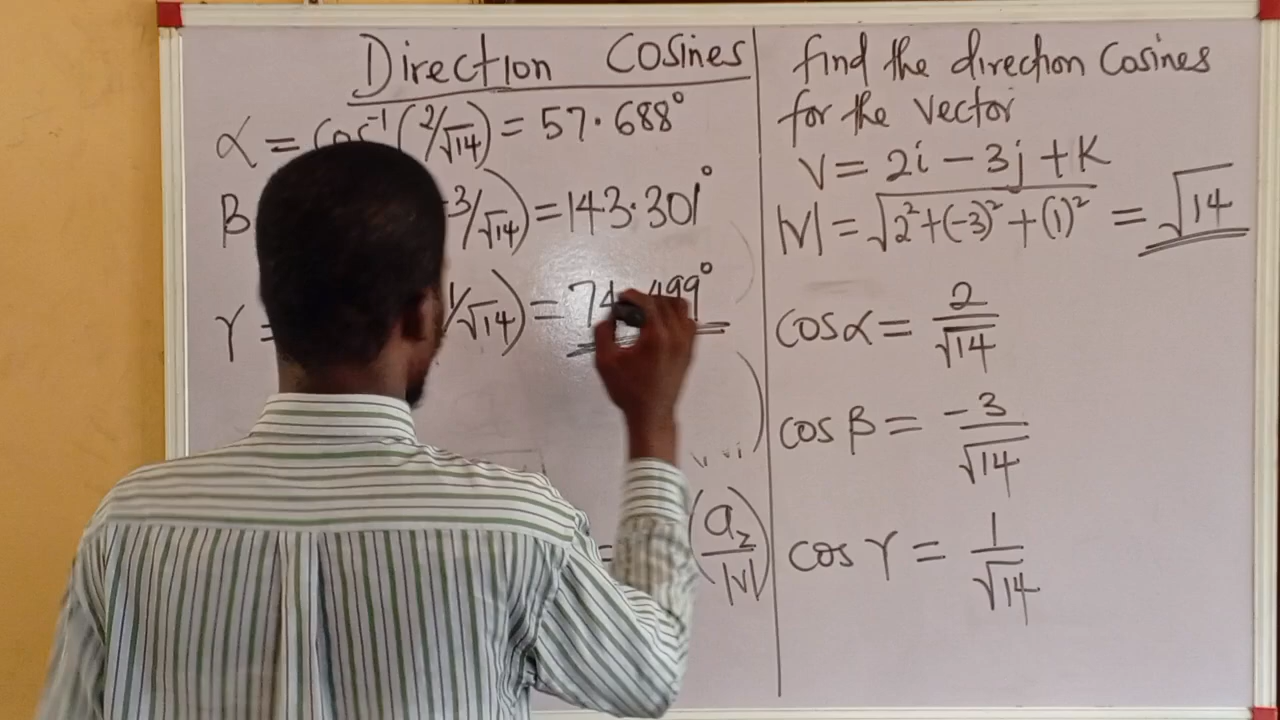 Direction Cosines
α = Cos⁻¹(2/√14) = 57.688°
β 3/√14) = 143.301°
γ = 1/√14) = 74.499°
= (a_z/|V|)
find the direction Cosines
for the vector
V = 2i - 3j + K
|V| = √2² + (-3)² + (1)² = √14
cos α = 2/√14
cos β = -3/√14
cos γ = 1/√14